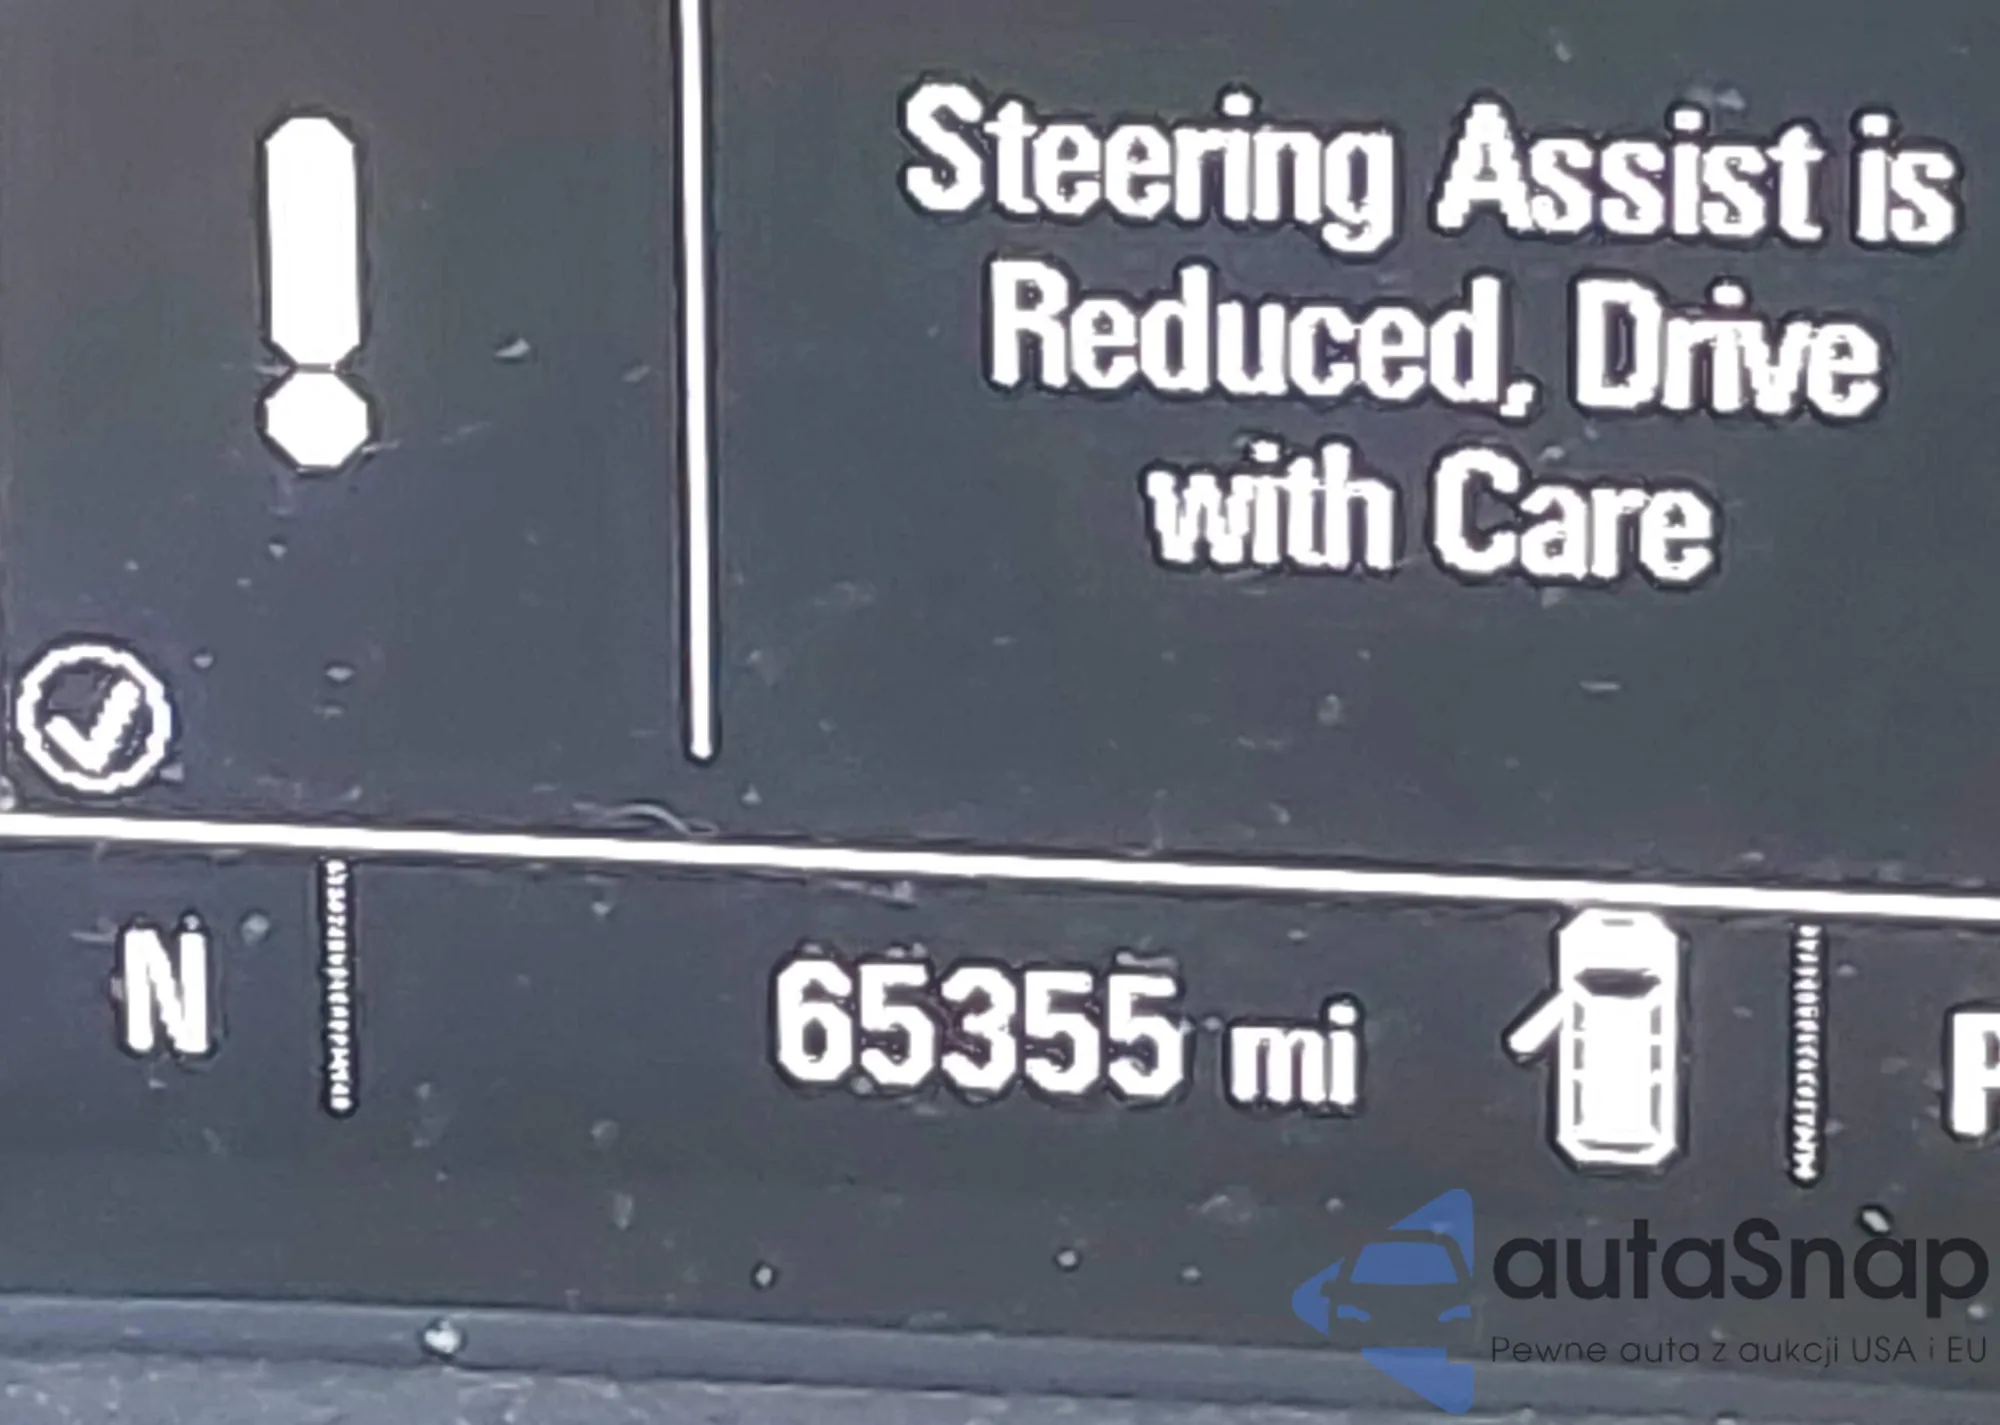 Steering Assist is
Reduced, Drive
with Care
N
65355 mi
P
autaSnap
Pewne auta z aukcji USA i EU